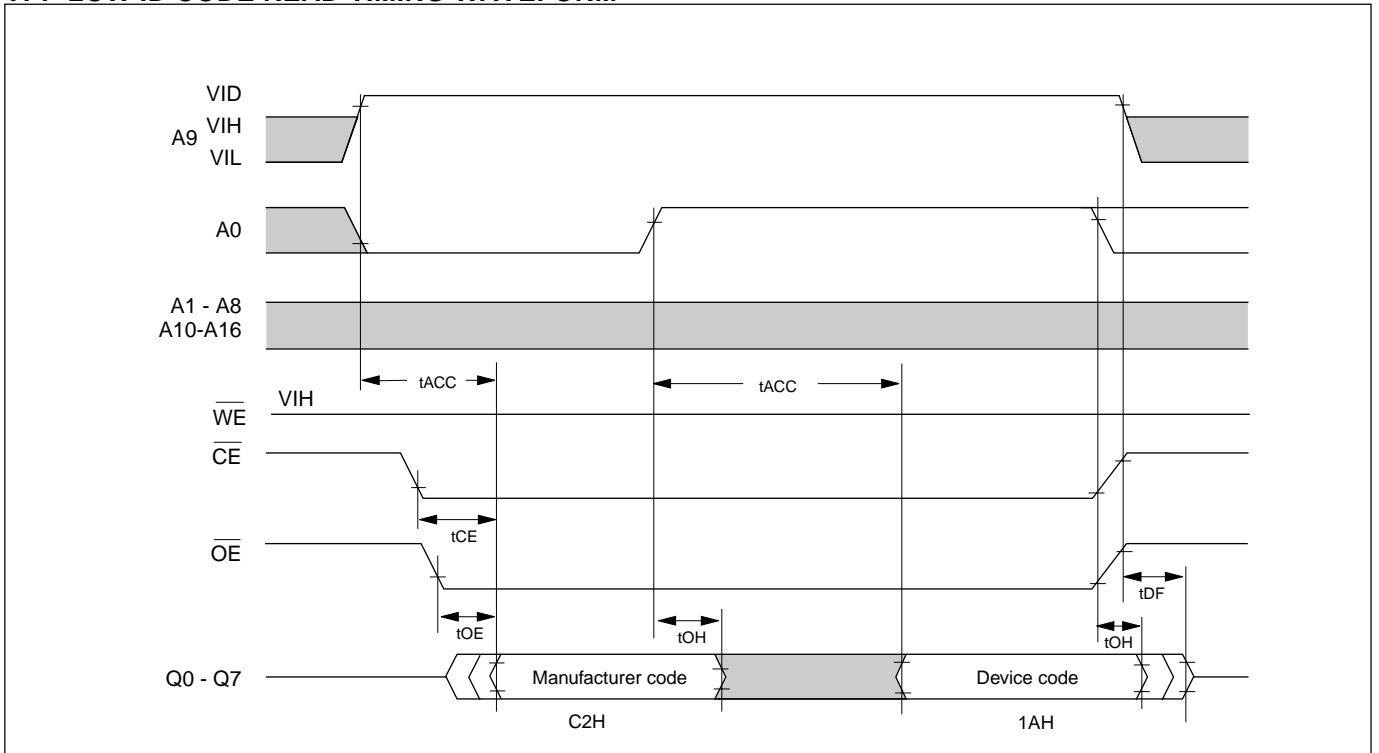 VID
A9 VIH
VIL
A0
A1 - A8
A10-A16
tACC
tACC
VIH
WE
CE
tCE
OE
tDF
tOE
tOH
tOH
Q0 - Q7
Manufacturer code
Device code
C2H
1AH